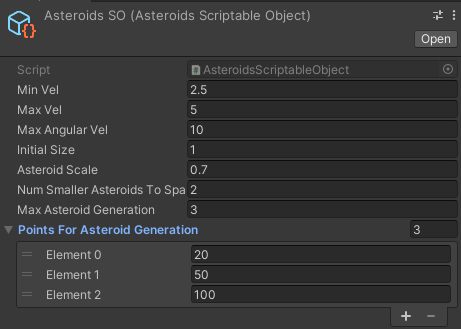 Asteroids SO (Asteroids Scriptable Object)
Open
Script AsteroidsScriptableObject
Min Vel 2.5
Max Vel 5
Max Angular Vel 10
Initial Size 1
Asteroid Scale 0.7
Num Smaller Asteroids To Spa 2
Max Asteroid Generation 3
Points For Asteroid Generation 3
Element 0 20
Element 1 50
Element 2 100